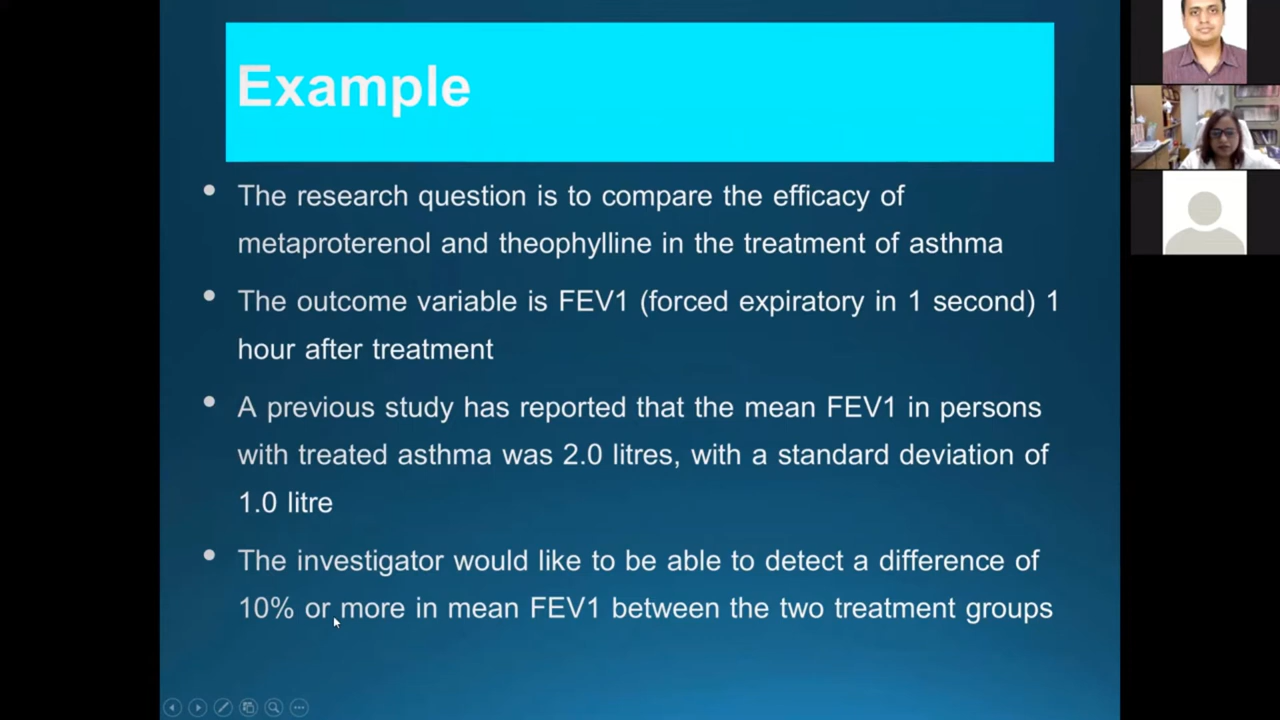 Example
• The research question is to compare the efficacy of
metaproterenol and theophylline in the treatment of asthma
• The outcome variable is FEV1 (forced expiratory in 1 second) 1
hour after treatment
• A previous study has reported that the mean FEV1 in persons
with treated asthma was 2.0 litres, with a standard deviation of
1.0 litre
• The investigator would like to be able to detect a difference of
10% or more in mean FEV1 between the two treatment groups